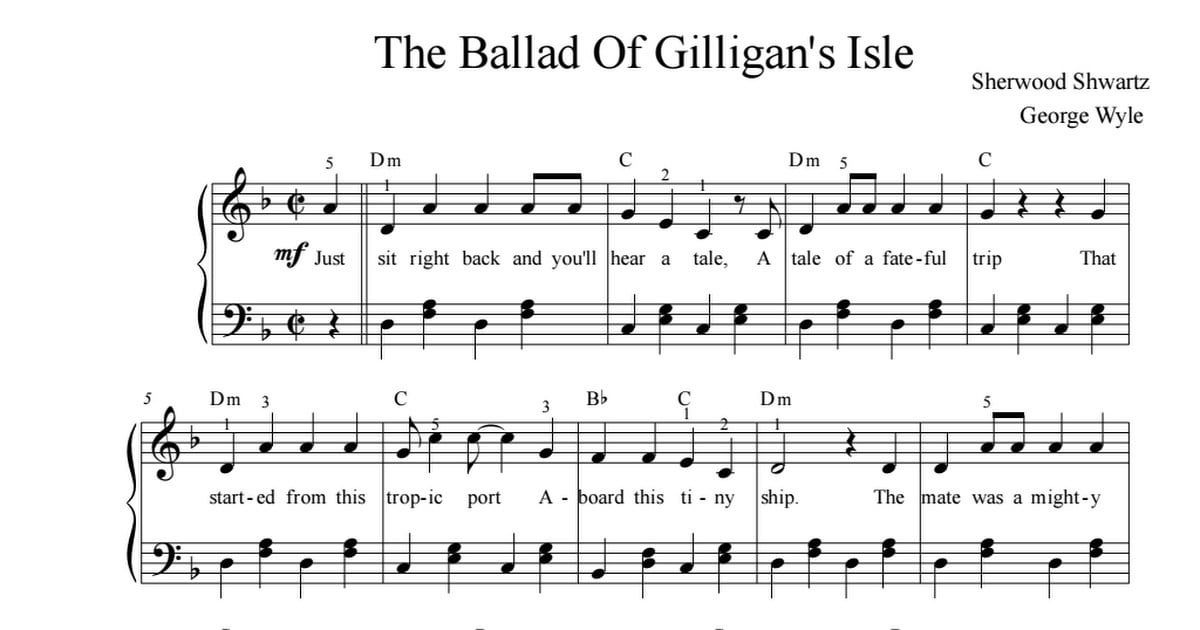 The Ballad Of Gilligan's Isle
Sherwood Shwartz
George Wyle
5 Dm 1 C 2 1 Dm 5 C
mf Just sit right back and you'll hear a tale, A tale of a fate-ful trip That
5 Dm 1 3 C 5 3 B♭ C 1 2 Dm 1 5
start-ed from this trop-ic port A - board this ti - ny ship. The mate was a might-y